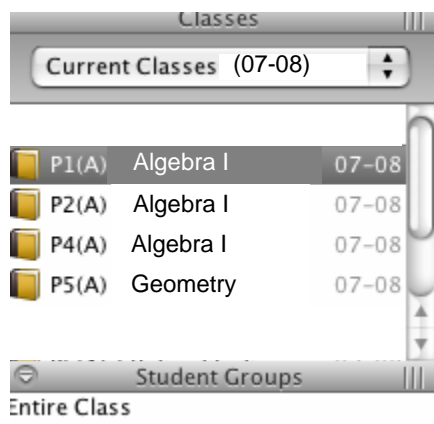 Classes
Current Classes (07-08)
P1(A) Algebra I 07-08
P2(A) Algebra I 07-08
P4(A) Algebra I 07-08
P5(A) Geometry 07-08
Student Groups
Entire Class